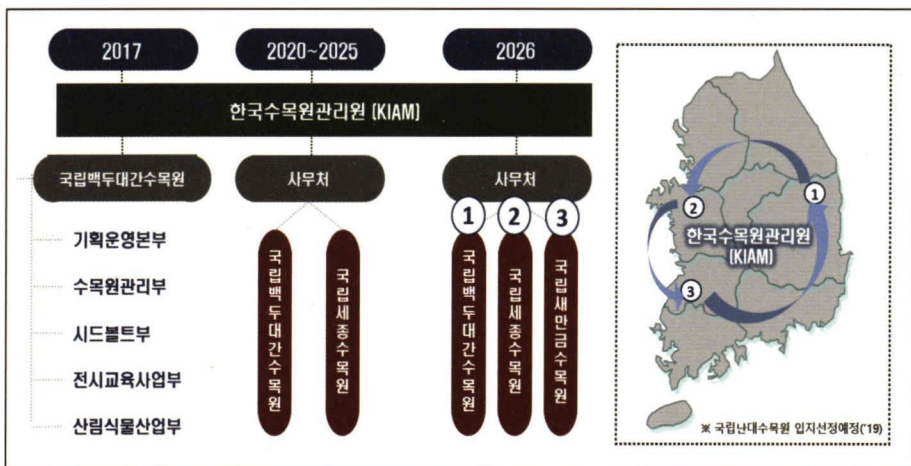 2017
2020~2025
2026
한국수목원관리원 (KIAM)
국립백두대간수목원
사무처
사무처
기획운영본부
수목원관리부
시드볼트부
전시교육사업부
산림식물산업부
국립백두대간수목원
국립세종수목원
1
2
3
국립백두대간수목원
국립세종수목원
국립새만금수목원
1
2
한국수목원관리원
(KIAM)
3
※ 국립난대수목원 입지선정예정('19)